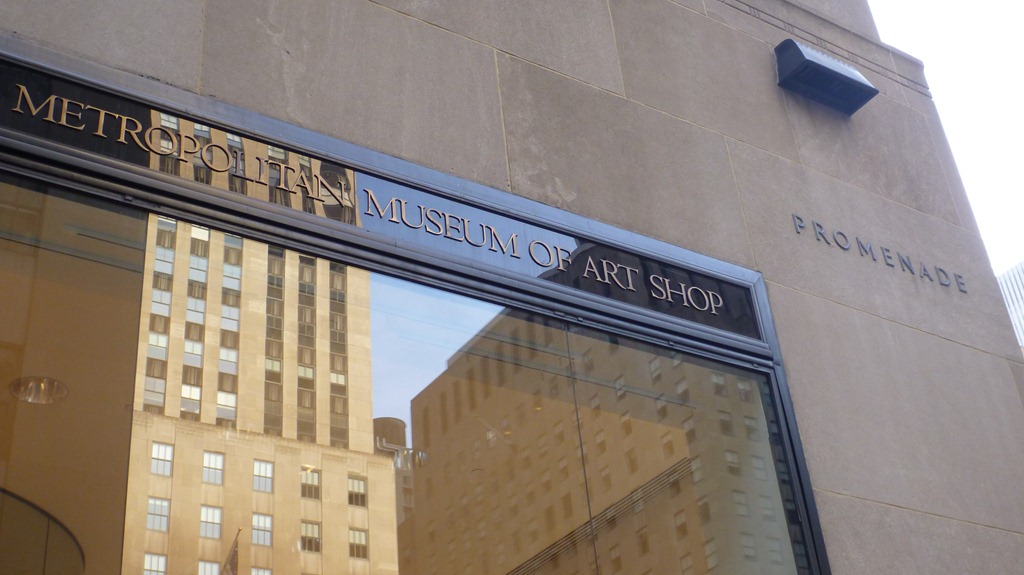 METROPOLITAN MUSEUM OF ART SHOP
PROMENADE